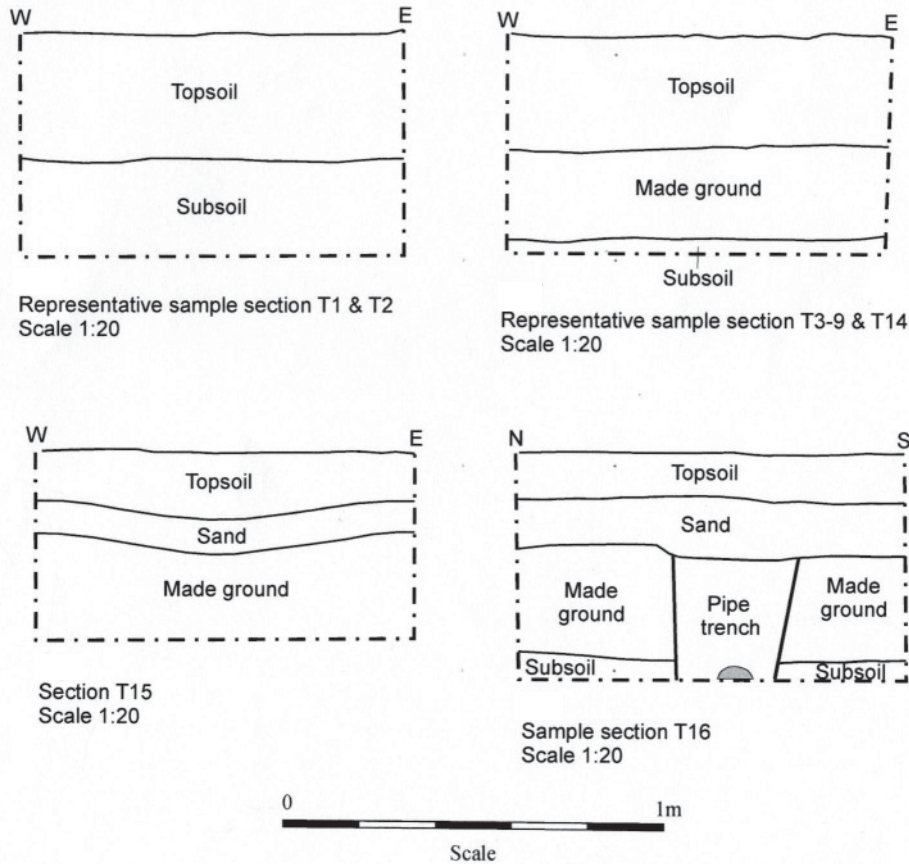 W E
Topsoil
Subsoil
Representative sample section T1 & T2
Scale 1:20
W E
Topsoil
Made ground
Subsoil
Representative sample section T3-9 & T14
Scale 1:20
W E
Topsoil
Sand
Made ground
Section T15
Scale 1:20
N S
Topsoil
Sand
Made
ground
Pipe
trench
Made
ground
Subsoil
Subsoil
Sample section T16
Scale 1:20
0 1m
Scale